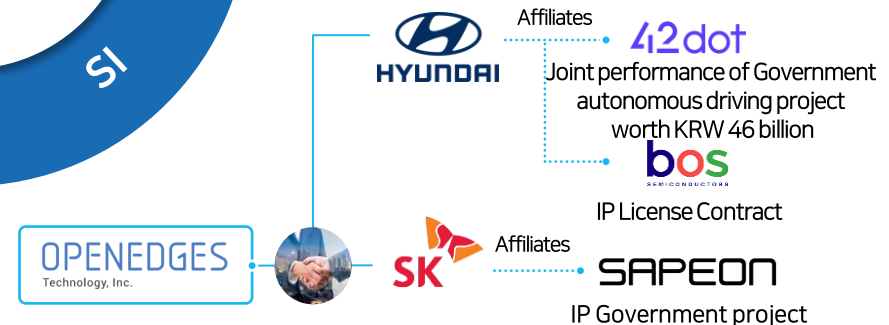 SI
Affiliates
HYUNDAI
42dot
Joint performance of Government
autonomous driving project
worth KRW 46 billion
bos
SEMICONDUCTORS
IP License Contract
OPENEDGES
Technology, Inc.
SK
Affiliates
SAPEON
IP Government project